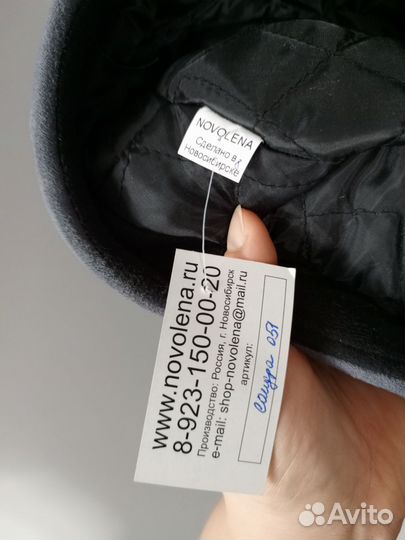 NOVOLENA
Сделано в
Новосибирске
www.novolena.ru
8-923-150-00-20
Производство: Россия, г. Новосибирск
e-mail: shop-novolena@mail.ru
артикул:
051
Avito